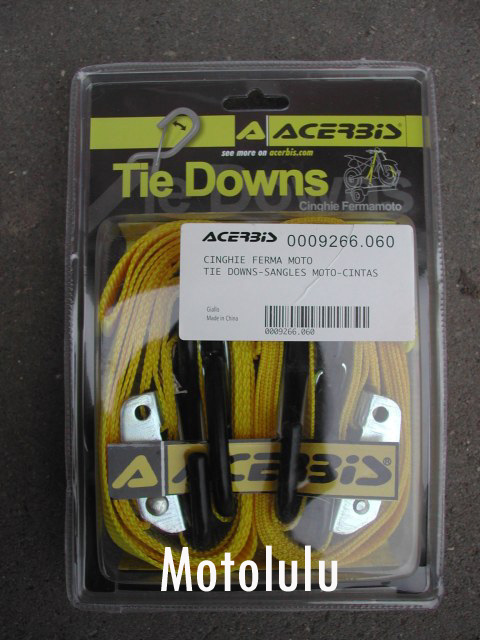 A ACERBIS
see more on acerbis.com
Tie Downs
Cinghie Fermamoto
ACERBIS 0009266.060
CINGHIE FERMA MOTO
TIE DOWNS-SANGLES MOTO-CINTAS
Giallo
Made in China
0009266.060
A ACERBIS®
Motolulu